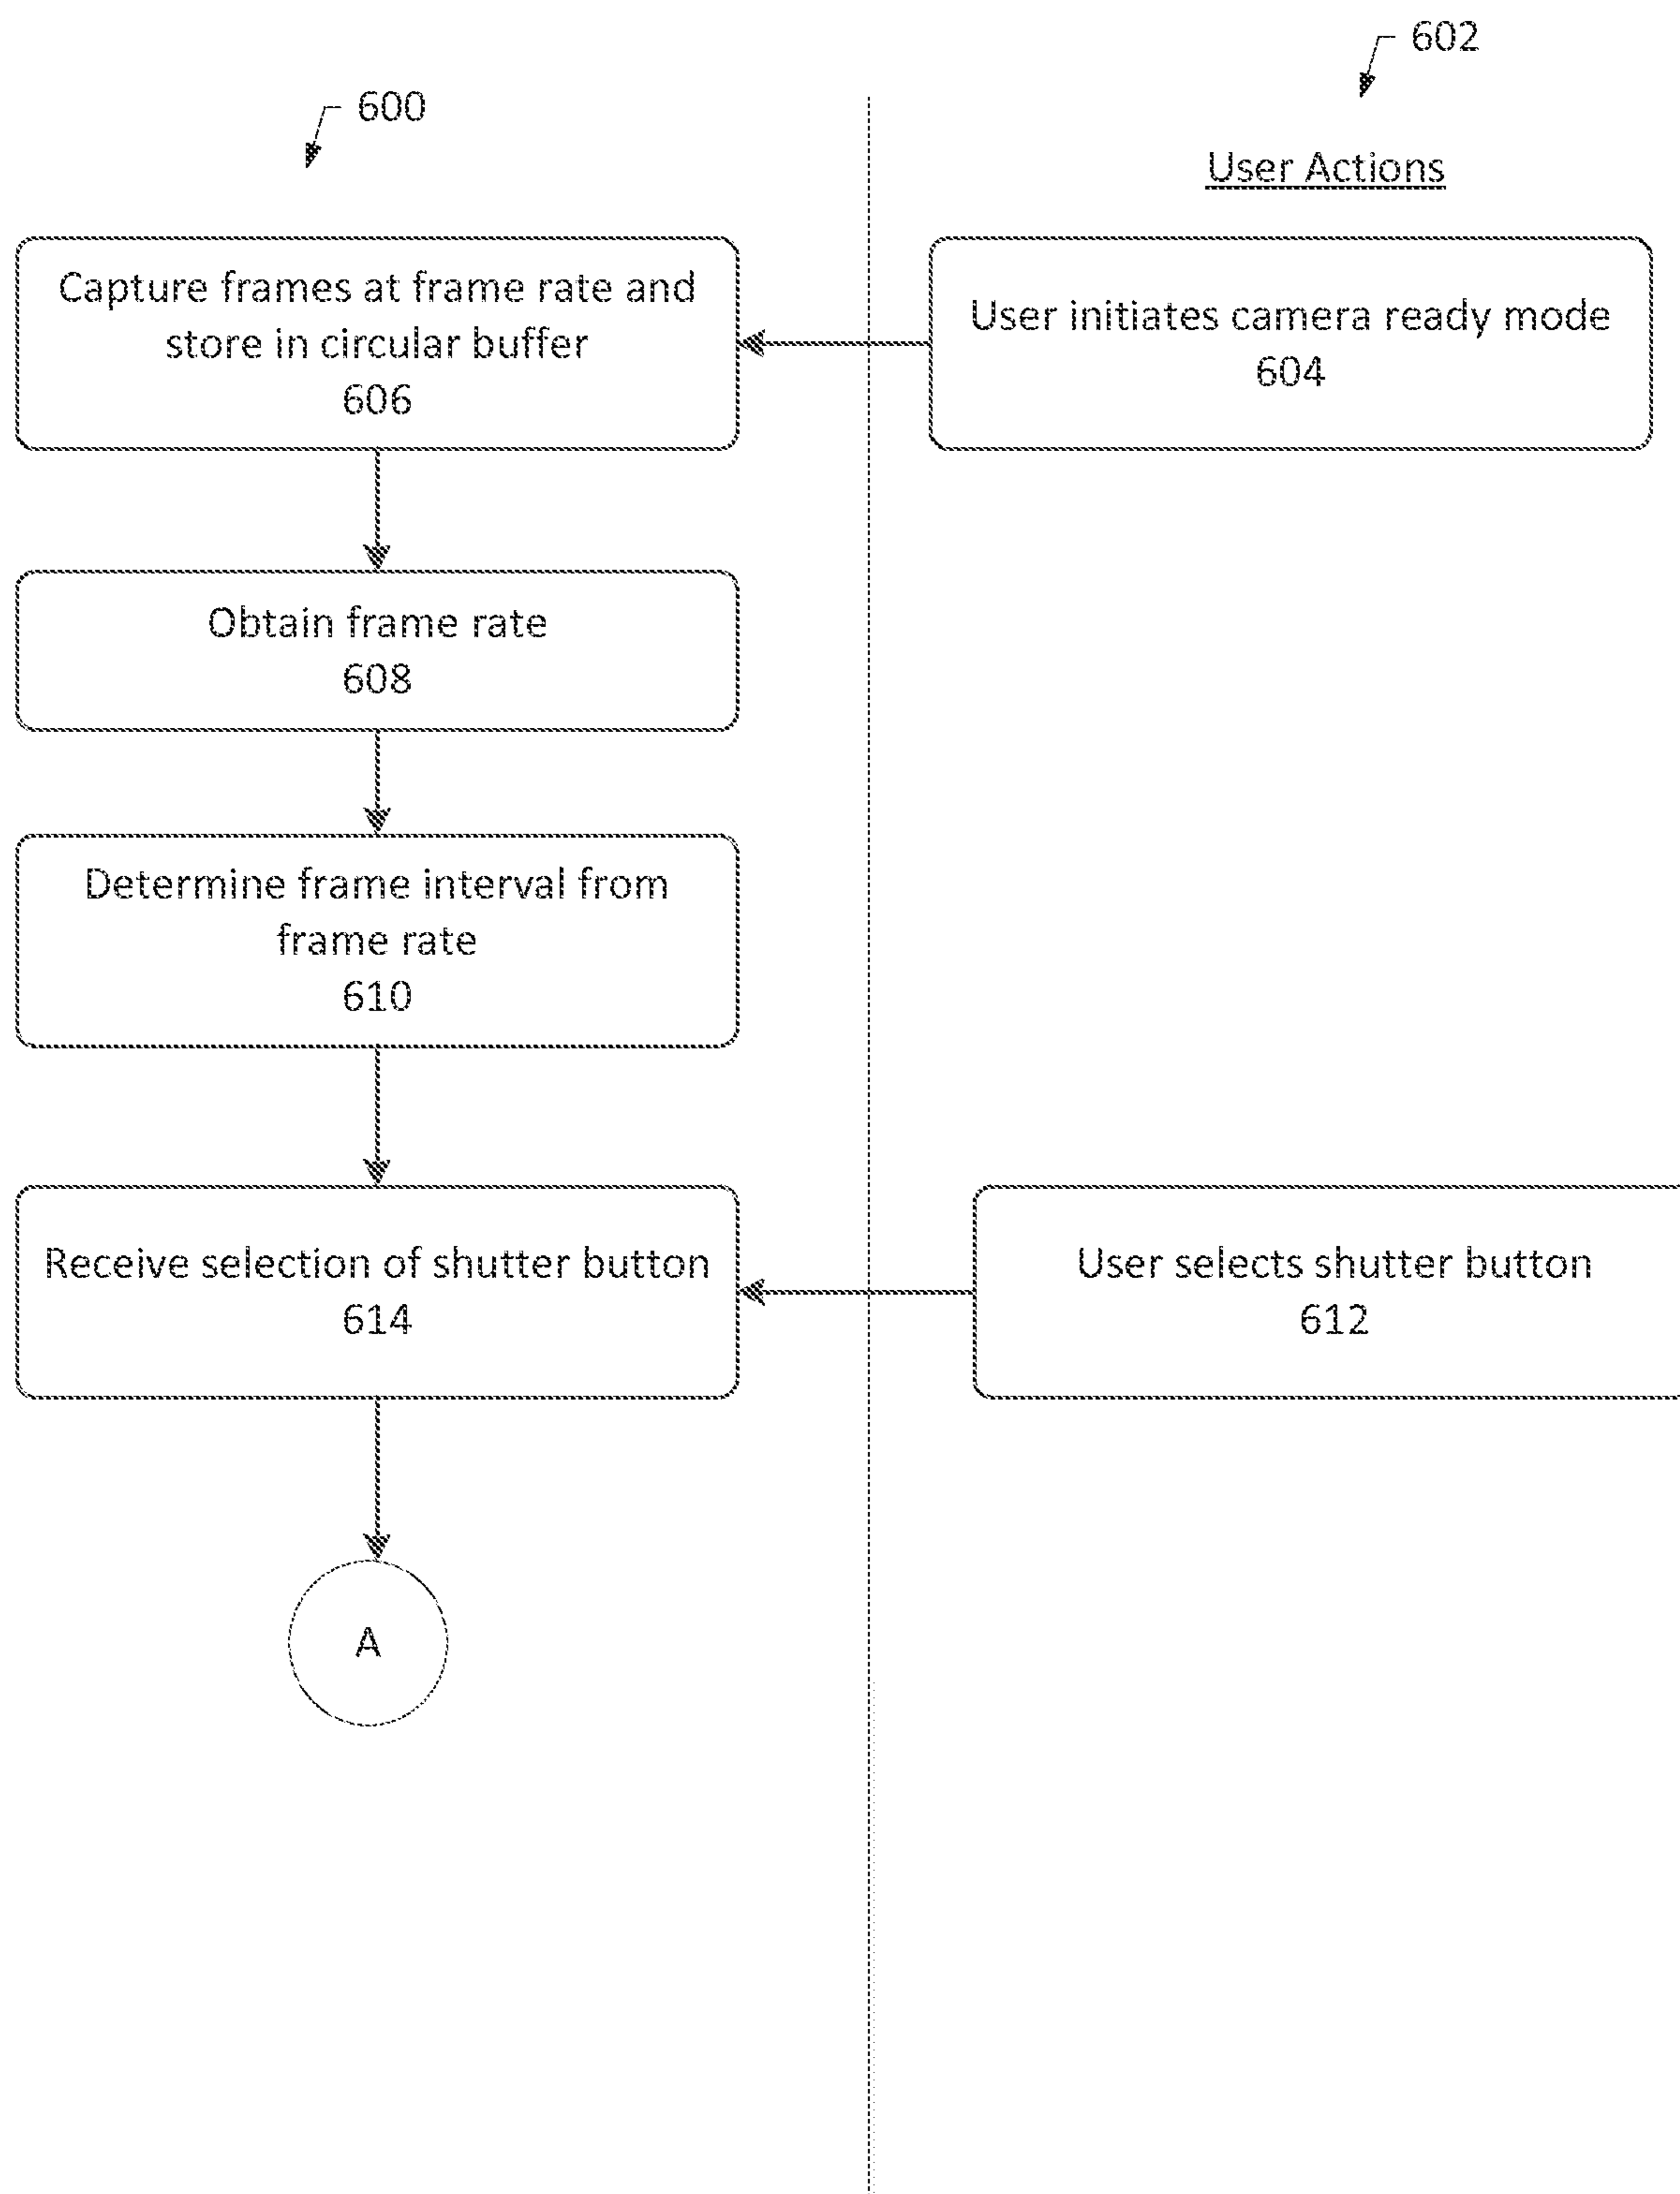 602
600
User Actions
Capture frames at frame rate and
store in circular buffer
606
User initiates camera ready mode
604
Obtain frame rate
608
Determine frame interval from
frame rate
610
Receive selection of shutter button
614
User selects shutter button
612
A